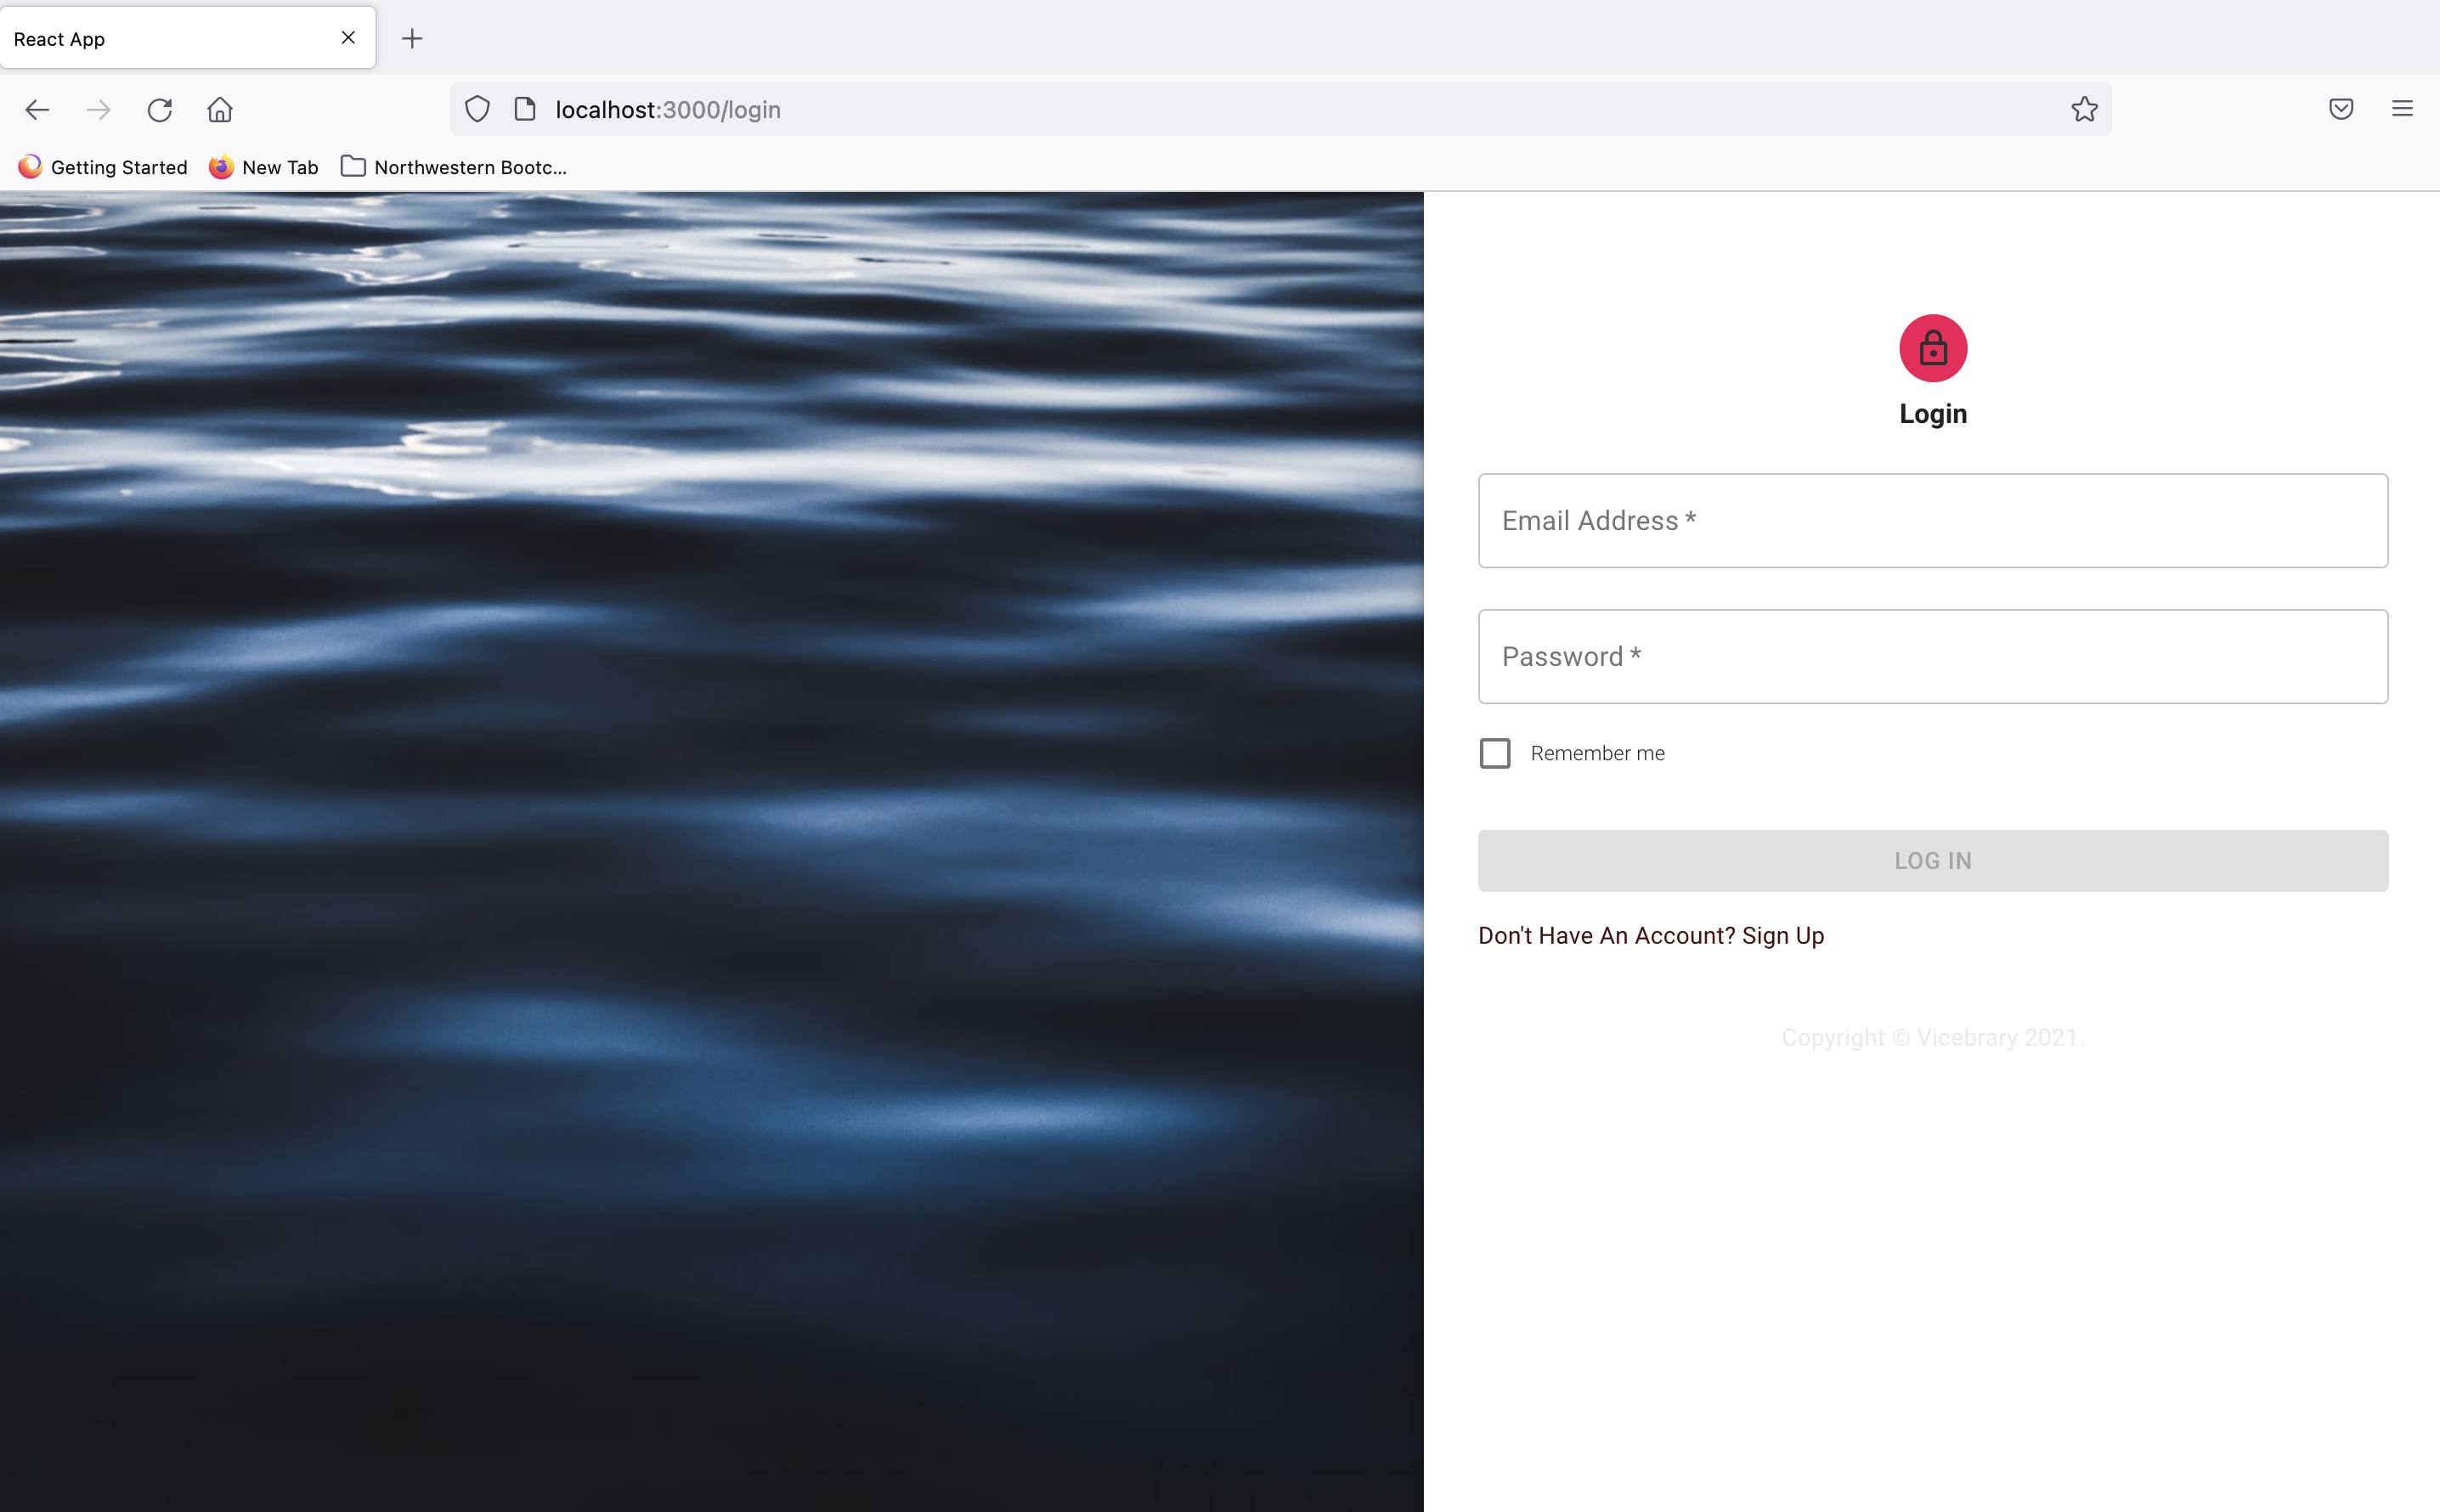 React App
localhost:3000/login
Getting Started New Tab Northwestern Bootc...
Login
Email Address *
Password *
Remember me
LOG IN
Don't Have An Account? Sign Up
Copyright © Vicebrary 2021.